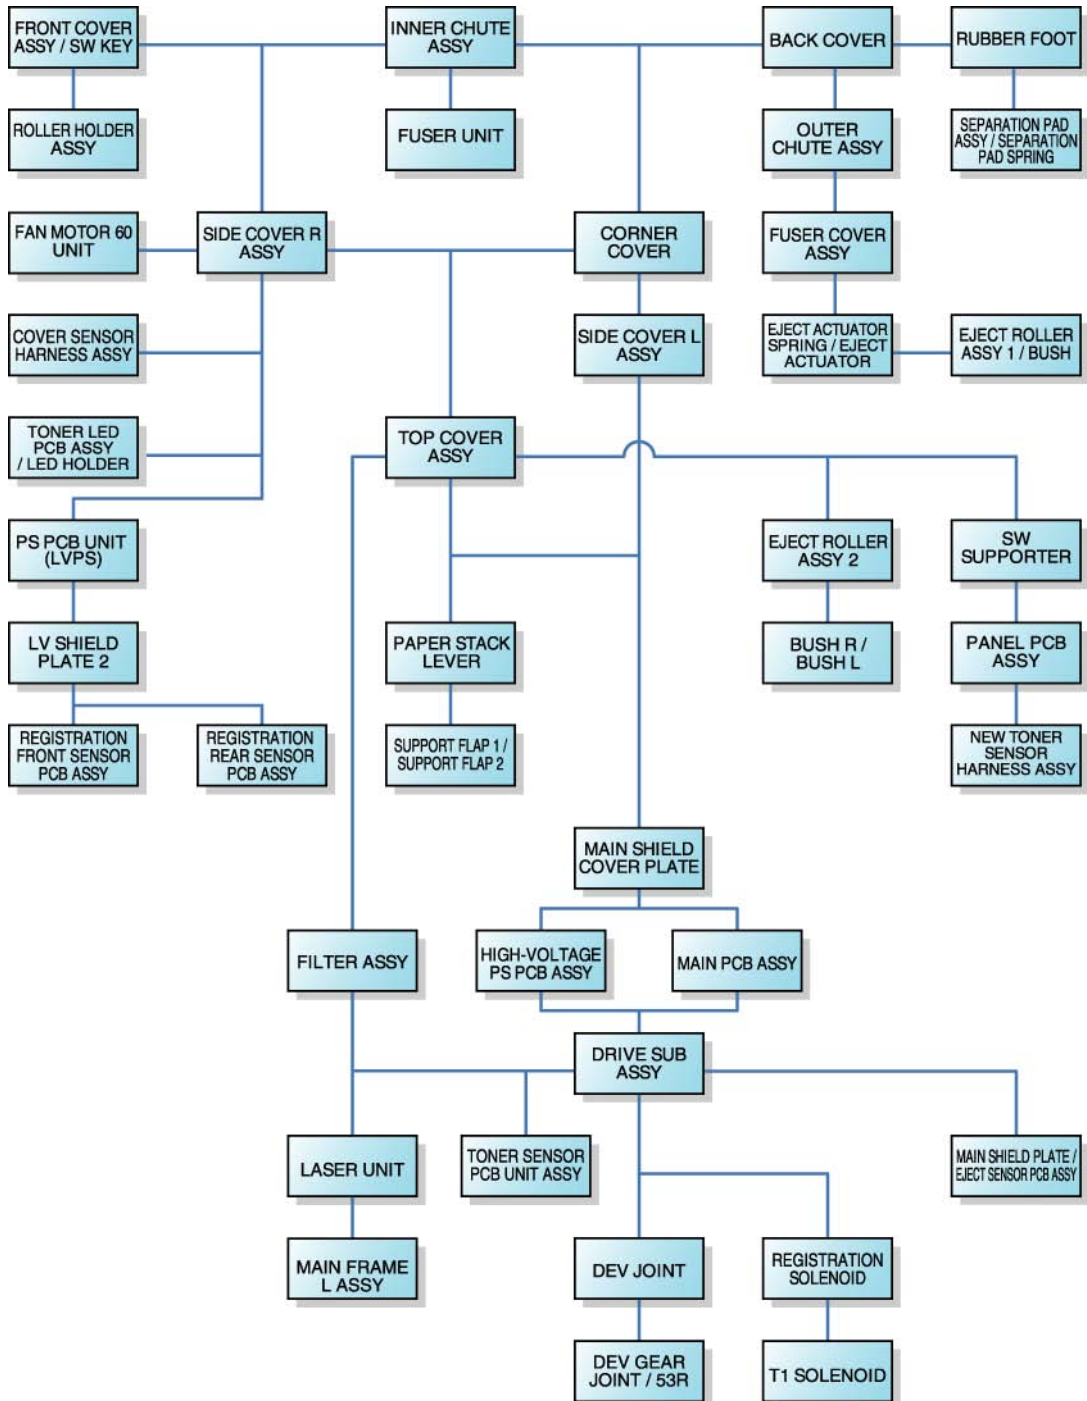 FRONT COVER
ASSY / SW KEY
INNER CHUTE
ASSY
BACK COVER
RUBBER FOOT
ROLLER HOLDER
ASSY
FUSER UNIT
OUTER
CHUTE ASSY
SEPARATION PAD
ASSY / SEPARATION
PAD SPRING
FAN MOTOR 60
UNIT
SIDE COVER R
ASSY
CORNER
COVER
FUSER COVER
ASSY
COVER SENSOR
HARNESS ASSY
SIDE COVER L
ASSY
EJECT ACTUATOR
SPRING / EJECT
ACTUATOR
EJECT ROLLER
ASSY 1 / BUSH
TONER LED
PCB ASSY
/ LED HOLDER
TOP COVER
ASSY
PS PCB UNIT
(LVPS)
EJECT ROLLER
ASSY 2
SW
SUPPORTER
LV SHIELD
PLATE 2
PAPER STACK
LEVER
BUSH R /
BUSH L
PANEL PCB
ASSY
REGISTRATION
FRONT SENSOR
PCB ASSY
REGISTRATION
REAR SENSOR
PCB ASSY
SUPPORT FLAP 1 /
SUPPORT FLAP 2
NEW TONER
SENSOR
HARNESS ASSY
MAIN SHIELD
COVER PLATE
FILTER ASSY
HIGH-VOLTAGE
PS PCB ASSY
MAIN PCB ASSY
DRIVE SUB
ASSY
LASER UNIT
TONER SENSOR
PCB UNIT ASSY
MAIN SHIELD PLATE /
EJECT SENSOR PCB ASSY
MAIN FRAME
L ASSY
DEV JOINT
REGISTRATION
SOLENOID
DEV GEAR
JOINT / 53R
T1 SOLENOID